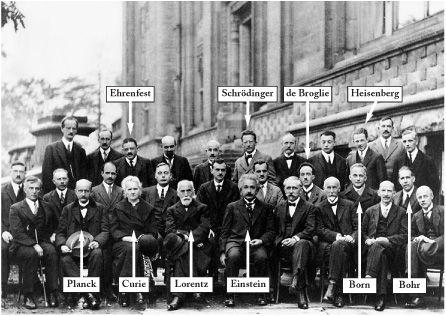 Ehrenfest
Schrödinger
de Broglie
Heisenberg
Planck
Curie
Lorentz
Einstein
Born
Bohr